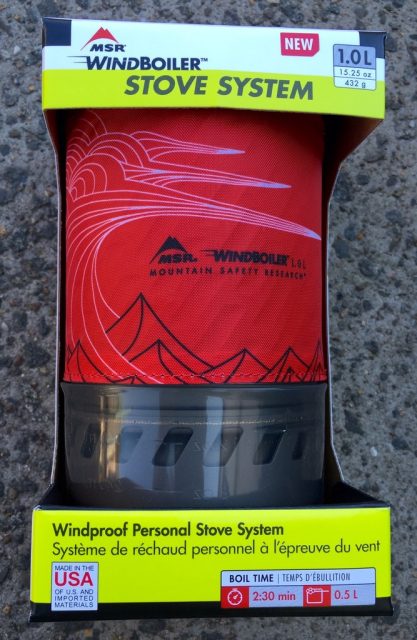 MSR
NEW
WINDBOILER™
STOVE SYSTEM
1.0L
15.25 oz
432 g
MSR® WINDBOILER™ 1.0L
MOUNTAIN SAFETY RESEARCH®
Windproof Personal Stove System
Système de réchaud personnel à l'épreuve du vent
MADE IN THE
USA
OF U.S. AND
IMPORTED
MATERIALS
BOIL TIME | TEMPS D'ÉBULLITION
2:30 min 0.5 L